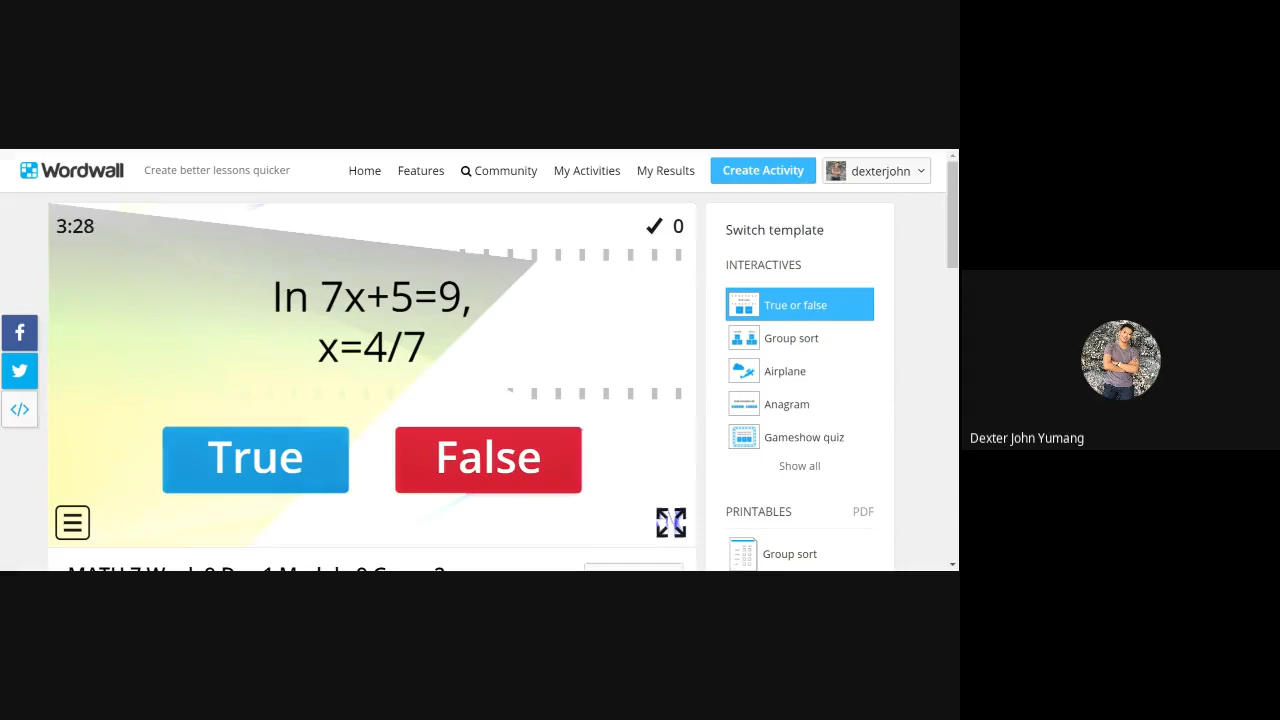 Wordwall
Create better lessons quicker
Home
Features
Community
My Activities
My Results
Create Activity
dexterjohn
3:28
0
In 7x+5=9,
x=4/7
True
False
Switch template
INTERACTIVES
True or false
Group sort
Airplane
Anagram
Gameshow quiz
Show all
PRINTABLES
PDF
Group sort
Dexter John Yumang